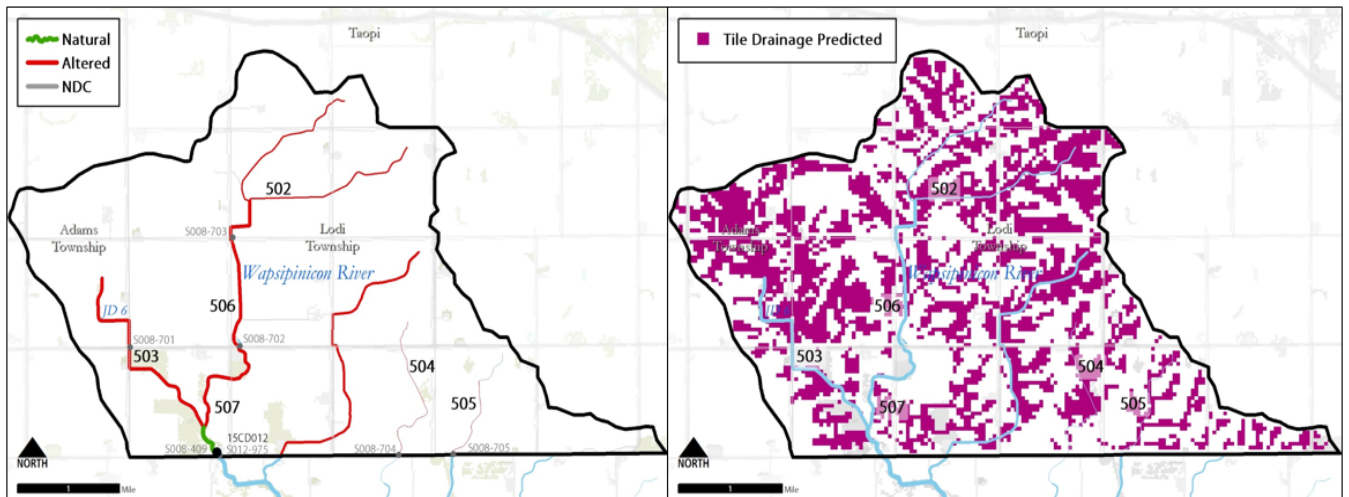 Natural
Altered
NDC
Taopi
502
Adams
Township
S008-703
Lodi
Township
Wapsipinicon River
JD 6
506
S008-701
S008-702
503
504
507
505
15CD012
S008-409
S012-975
S008-704
S008-705
NORTH
1
Mile
Tile Drainage Predicted
Taopi
502
Adams
Township
Lodi
Township
Wapsipinicon River
506
503
504
507
505
NORTH
1
Mile